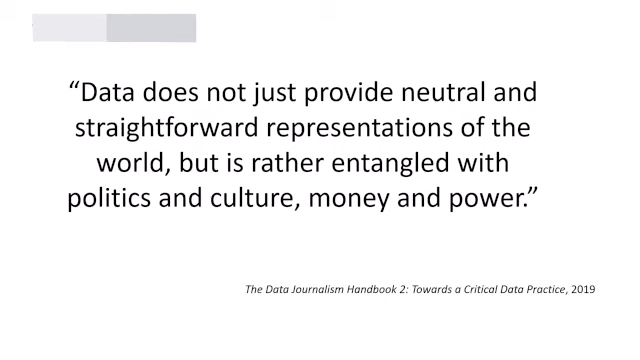 “Data does not just provide neutral and
straightforward representations of the
world, but is rather entangled with
politics and culture, money and power.”
The Data Journalism Handbook 2: Towards a Critical Data Practice, 2019